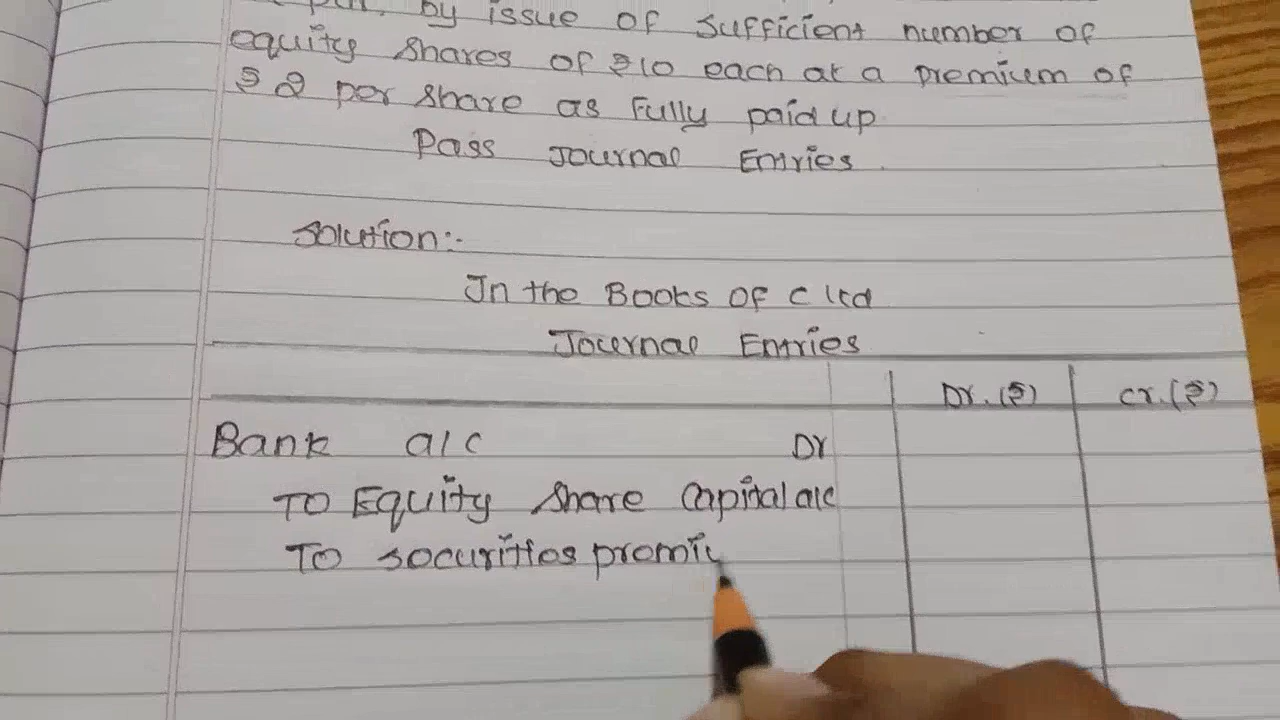 by issue of Sufficient number of
equity Shares of ₹10 each at a premium of
₹ 2 per share as Fully paid up
Pass Journal Entries
Solution:-
In the Books of C ltd
Journal Entries
Dr. (₹) Cr. (₹)
Bank a/c Dr
To Equity Share Capital a/c
To Securities premiu